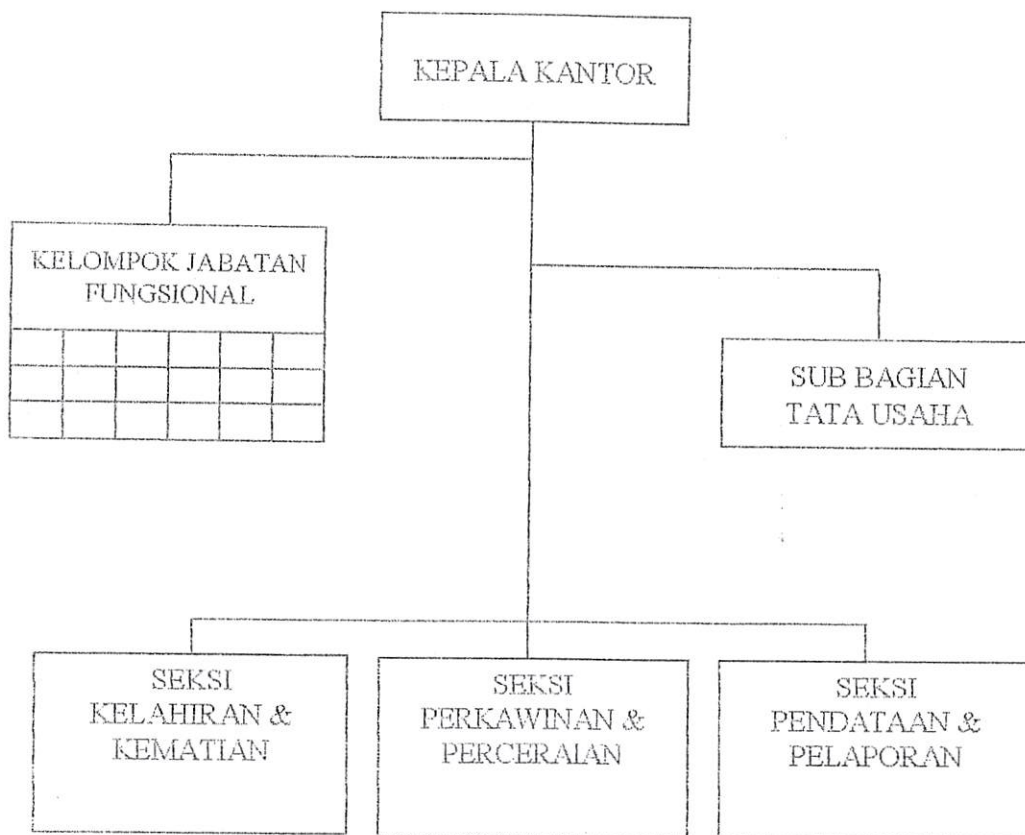 KEPALA KANTOR
KELOMPOK JABATAN
FUNGSIONAL
SUB BAGIAN
TATA USAHA
SEKSI
KELAHIRAN &
KEMATIAN
SEKSI
PERKAWINAN &
PERCERAIAN
SEKSI
PENDATAAN &
PELAPORAN